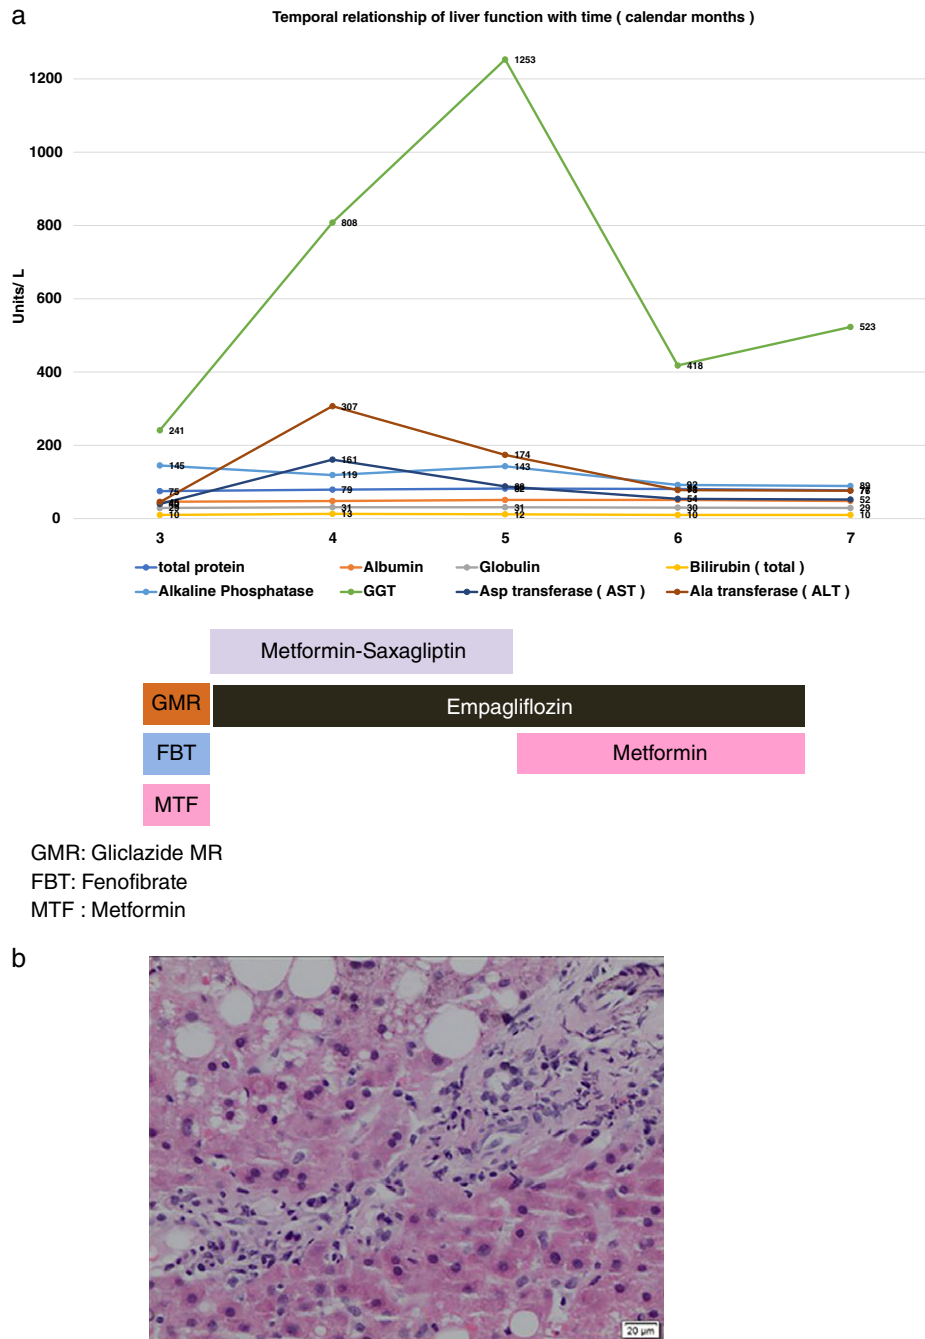 a
Temporal relationship of liver function with time ( calendar months )
Units/ L
1200
1000
800
600
400
200
0
1253
808
523
418
241
307
174
145
119
143
161
75
79
82
92
89
54
52
29
31
31
30
29
10
13
12
10
10
3 4 5 6 7
total protein Albumin Globulin Bilirubin ( total )
Alkaline Phosphatase GGT Asp transferase ( AST ) Ala transferase ( ALT )
Metformin-Saxagliptin
GMR Empagliflozin
FBT Metformin
MTF
GMR: Gliclazide MR
FBT: Fenofibrate
MTF : Metformin
b
20 µm